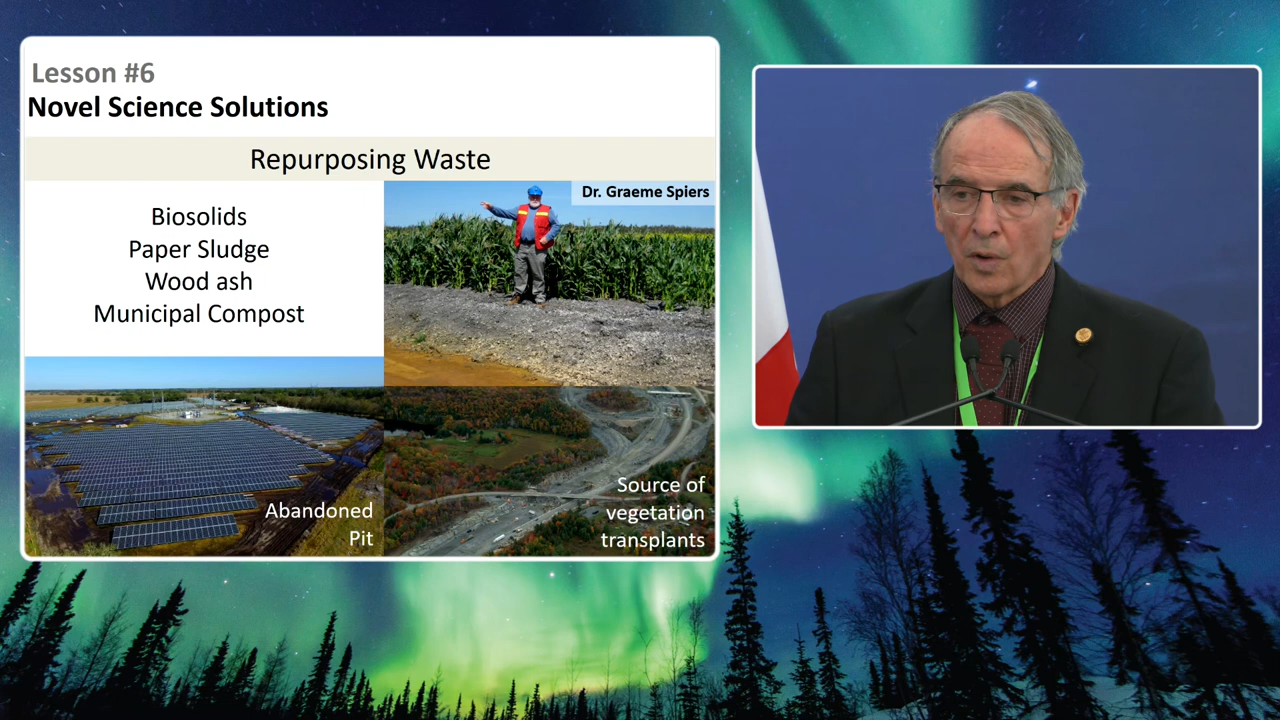 Lesson #6
Novel Science Solutions
Repurposing Waste
Dr. Graeme Spiers
Biosolids
Paper Sludge
Wood ash
Municipal Compost
Abandoned
Pit
Source of
vegetation
transplants